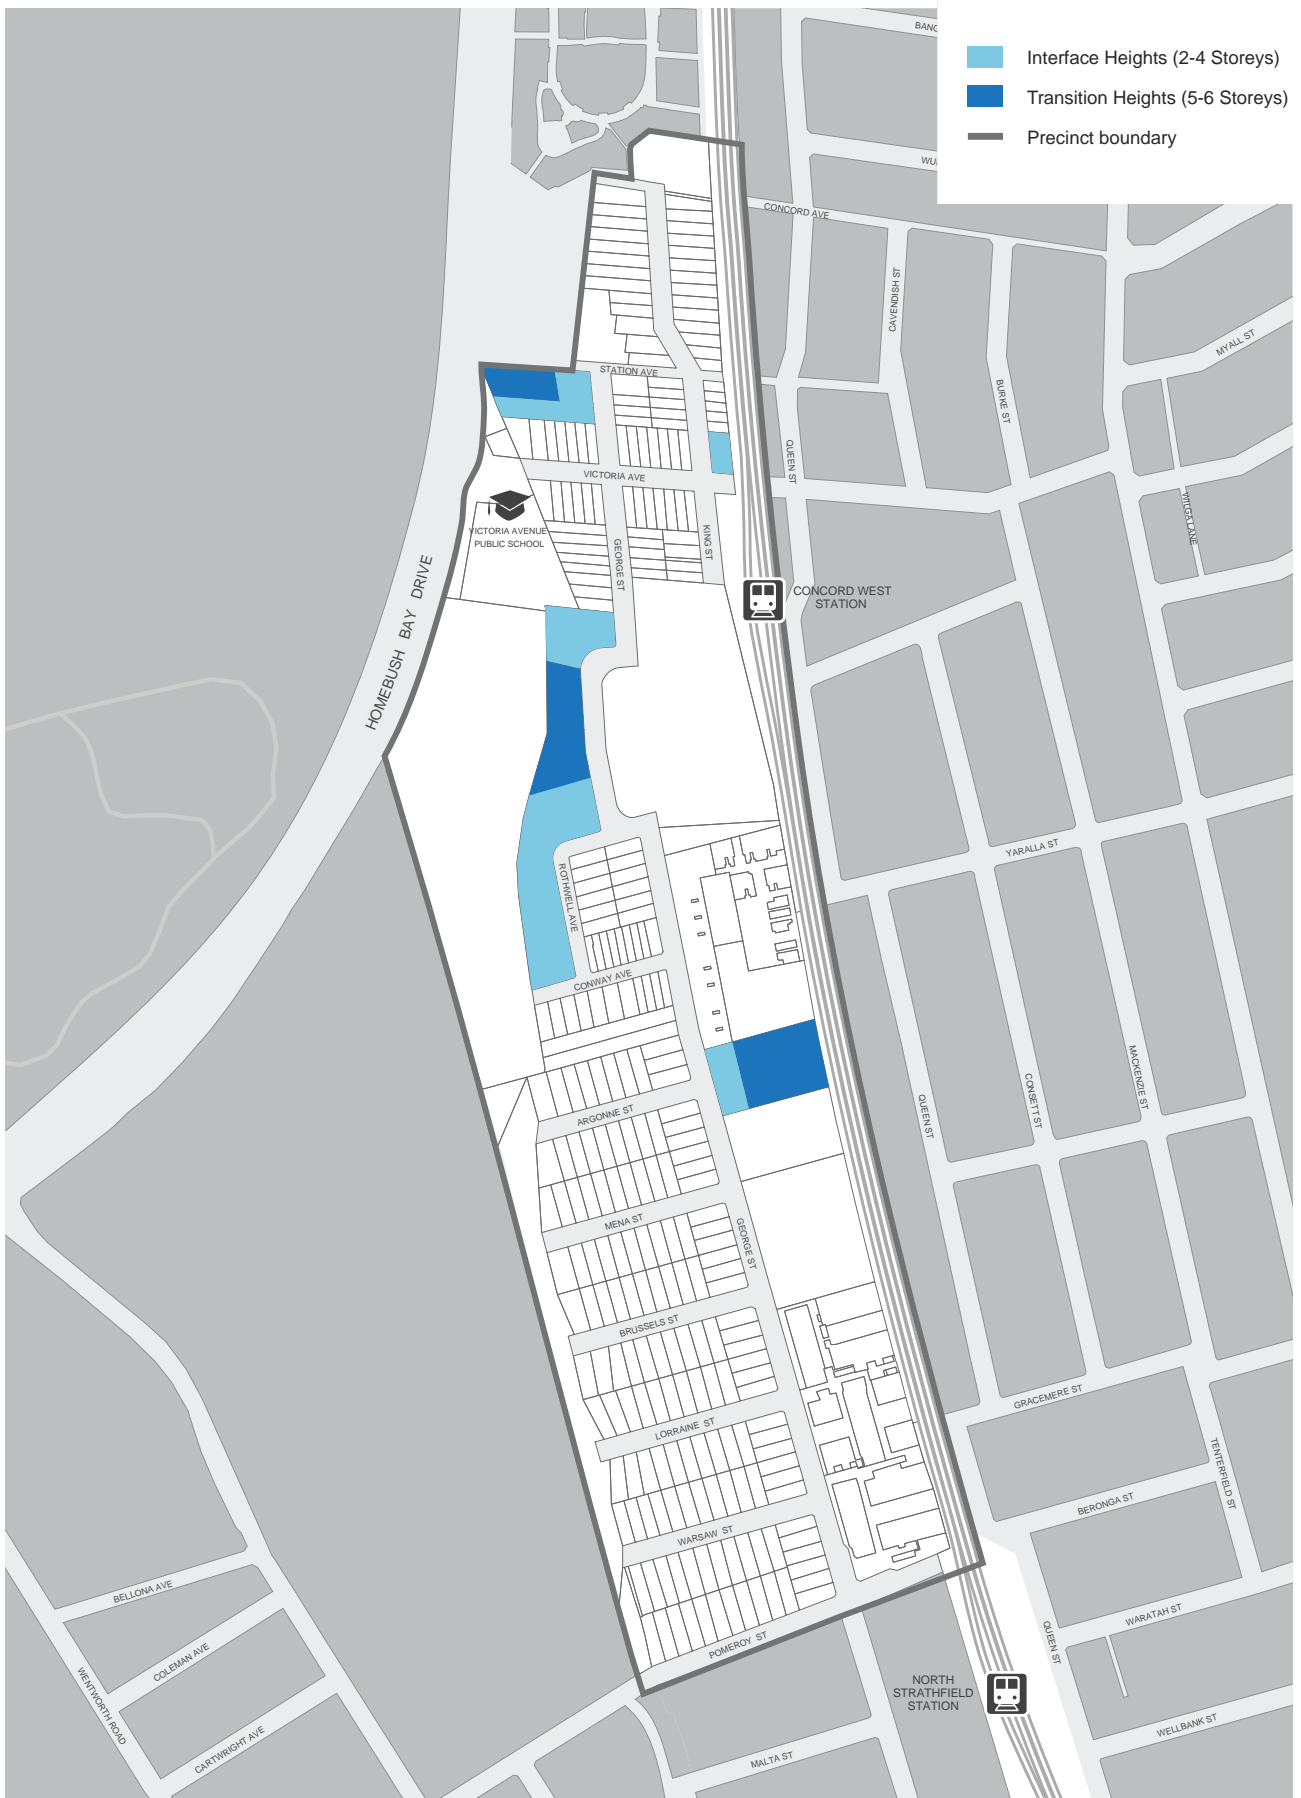 Interface Heights (2-4 Storeys)
Transition Heights (5-6 Storeys)
Precinct boundary
CONCORD AVE
CAVENDISH ST
MYALL ST
BURKE ST
STATION AVE
QUEEN ST
VICTORIA AVE
WILGA LANE
VICTORIA AVENUE
PUBLIC SCHOOL
KING ST
GEORGE ST
HOMEBUSH BAY DRIVE
CONCORD WEST
STATION
YARALLA ST
ROTHWELL AVE
CONWAY AVE
ARGONNE ST
QUEEN ST
CONSETT ST
MACKENZIE ST
MENA ST
GEORGE ST
BRUSSELS ST
GRACEMERE ST
LORRAINE ST
TENTERFIELD ST
BERONGA ST
WARSAW ST
BELLONA AVE
WARATAH ST
QUEEN ST
COLEMAN AVE
POMEROY ST
WENTWORTH ROAD
NORTH
STRATHFIELD
STATION
CARTWRIGHT AVE
WELLBANK ST
MALTA ST